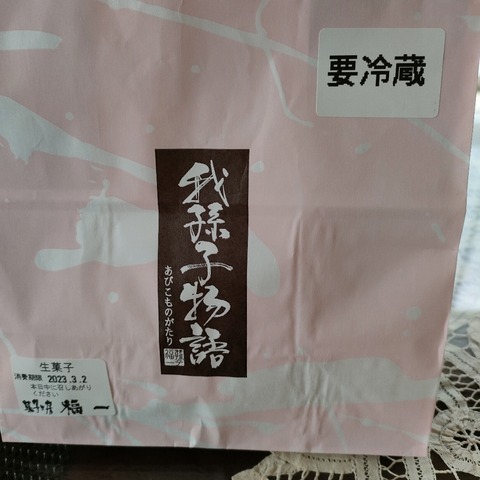 要冷蔵
我孫子物語
あびこものがたり
生菓子
消費期限 2023.3.2
本日中に召しあがり
ください
福一